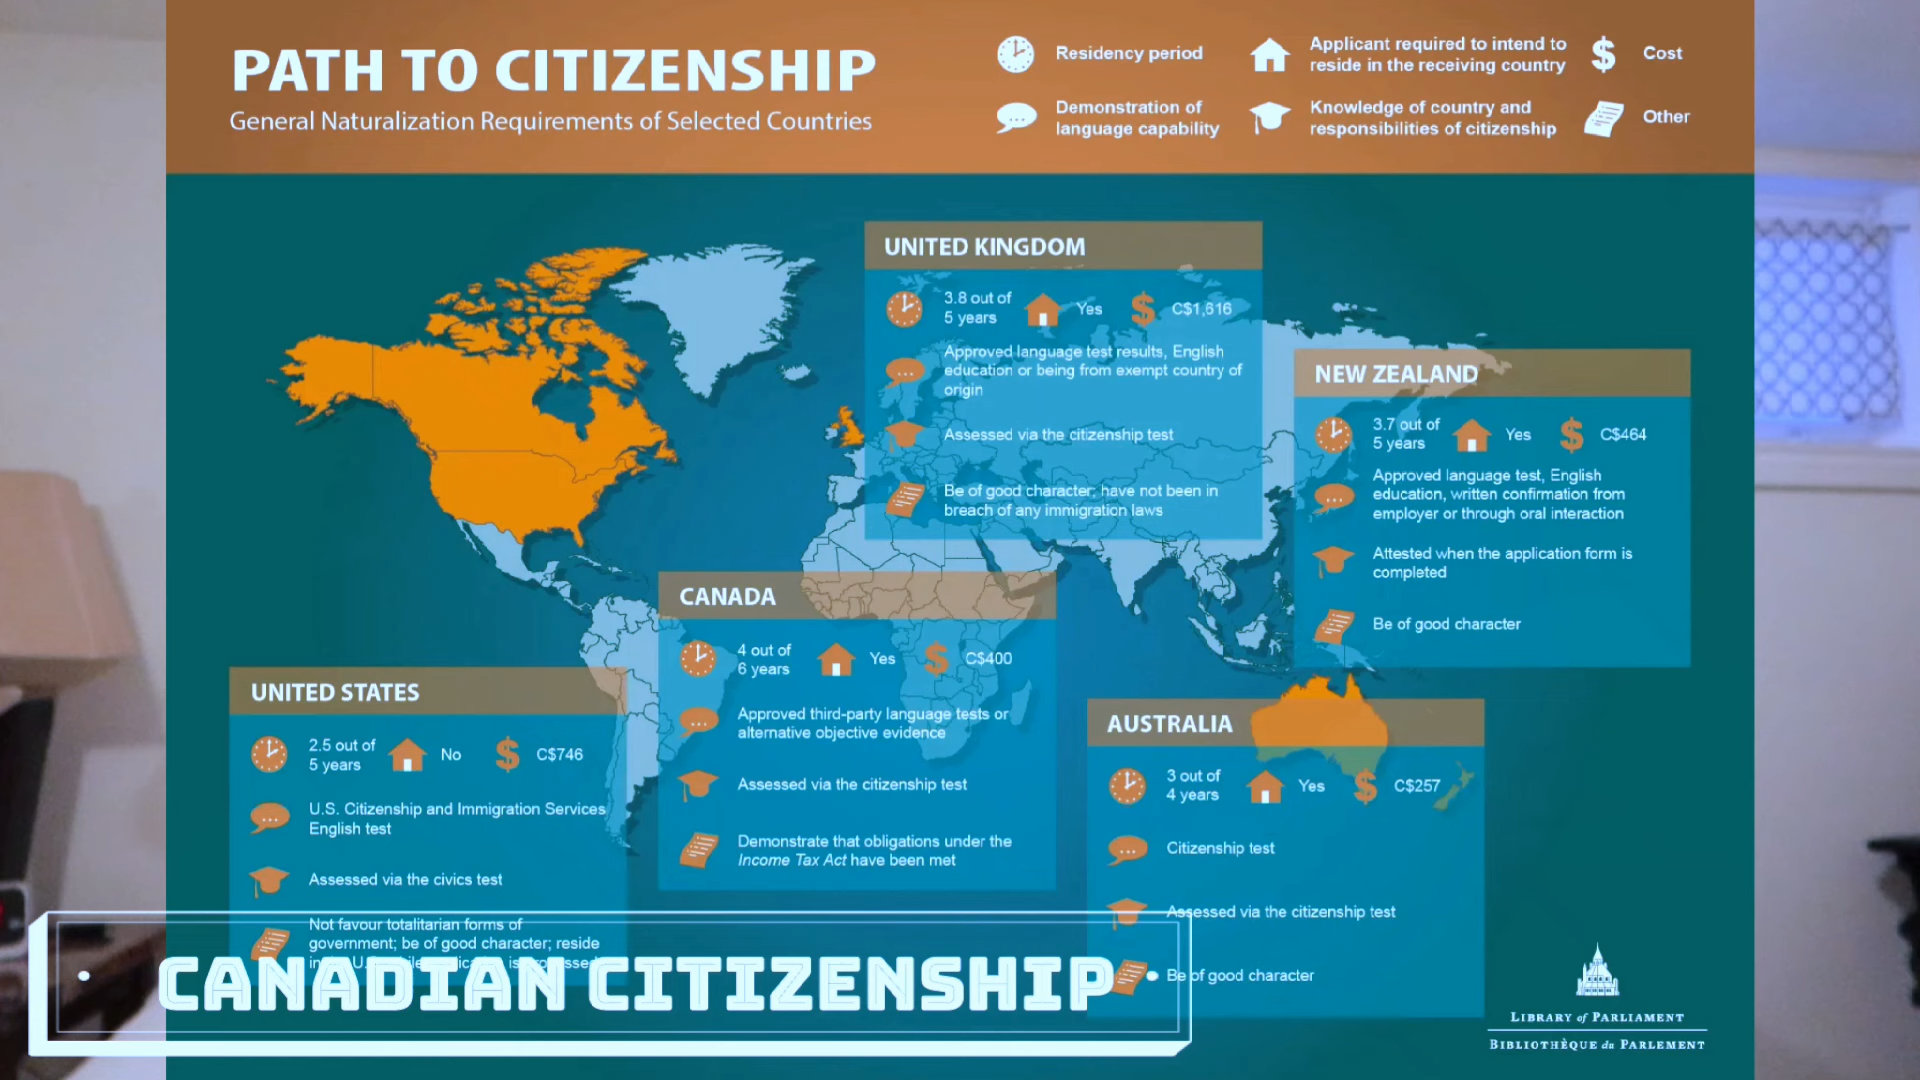 PATH TO CITIZENSHIP
General Naturalization Requirements of Selected Countries
Residency period
Applicant required to intend to
reside in the receiving country
Cost
Demonstration of
language capability
Knowledge of country and
responsibilities of citizenship
Other
UNITED KINGDOM
3.8 out of
5 years
Yes
C$1,616
Approved language test results, English
education or being from exempt country of
origin
Assessed via the citizenship test
Be of good character; have not been in
breach of any immigration laws
NEW ZEALAND
3.7 out of
5 years
Yes
C$464
Approved language test, English
education, written confirmation from
employer or through oral interaction
Attested when the application form is
completed
Be of good character
CANADA
4 out of
6 years
Yes
C$400
Approved third-party language tests or
alternative objective evidence
Assessed via the citizenship test
Demonstrate that obligations under the
Income Tax Act have been met
UNITED STATES
2.5 out of
5 years
No
C$746
U.S. Citizenship and Immigration Services
English test
Assessed via the civics test
Not favour totalitarian forms of
government; be of good character; reside
AUSTRALIA
3 out of
4 years
Yes
C$257
Citizenship test
Assessed via the citizenship test
Be of good character
CANADIAN CITIZENSHIP
LIBRARY of PARLIAMENT
BIBLIOTHÈQUE du PARLEMENT